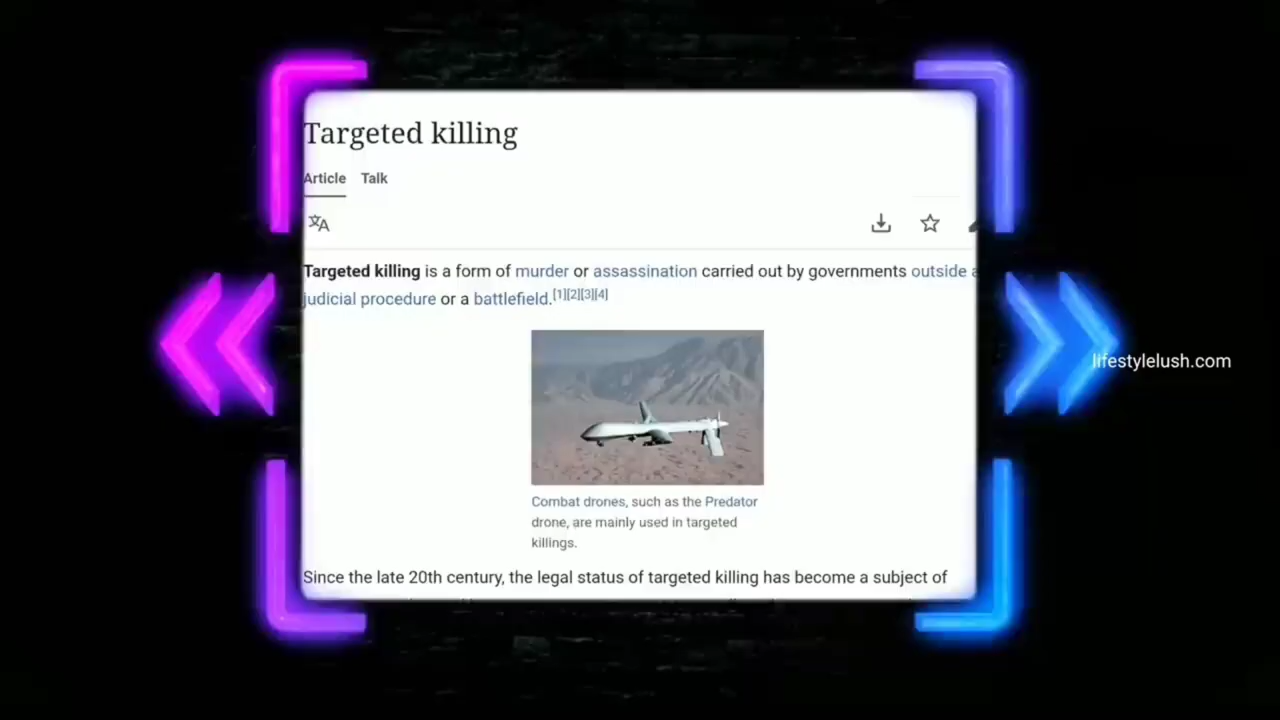 Targeted killing
Article Talk
Targeted killing is a form of murder or assassination carried out by governments outside a
judicial procedure or a battlefield.[1][2][3][4]
lifestylelush.com
Combat drones, such as the Predator
drone, are mainly used in targeted
killings.
Since the late 20th century, the legal status of targeted killing has become a subject of